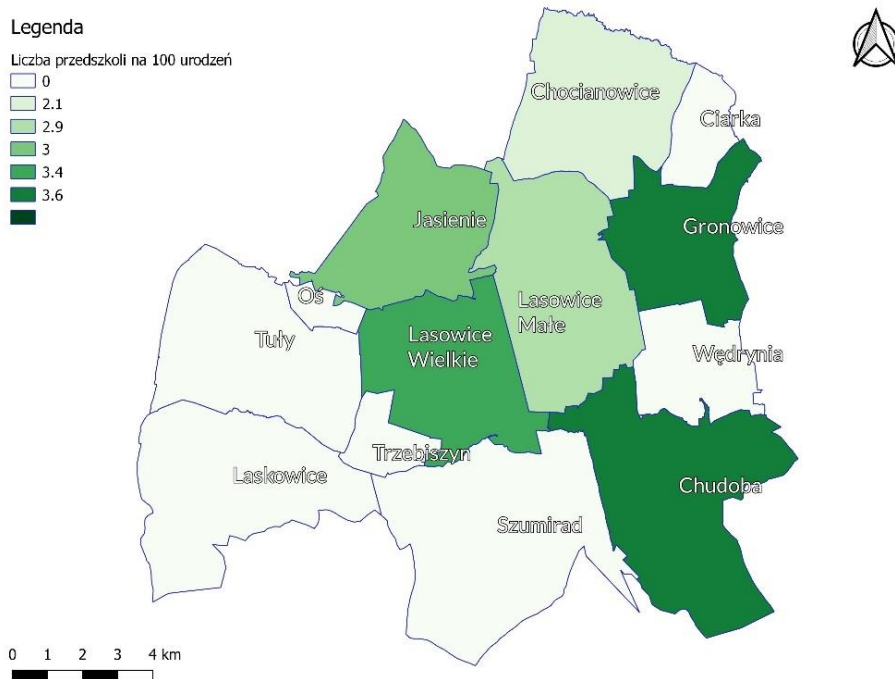 Legenda
Liczba przedszkoli na 100 urodzeń
0
2.1
2.9
3
3.4
3.6
Chocianowice
Ciarka
Jasienie
Gronowice
Oś
Lasowice
Małe
Tuły
Lasowice
Wielkie
Wędrynia
Trzebiszyn
Laskowice
Chudoba
Szumirad
0 1 2 3 4 km